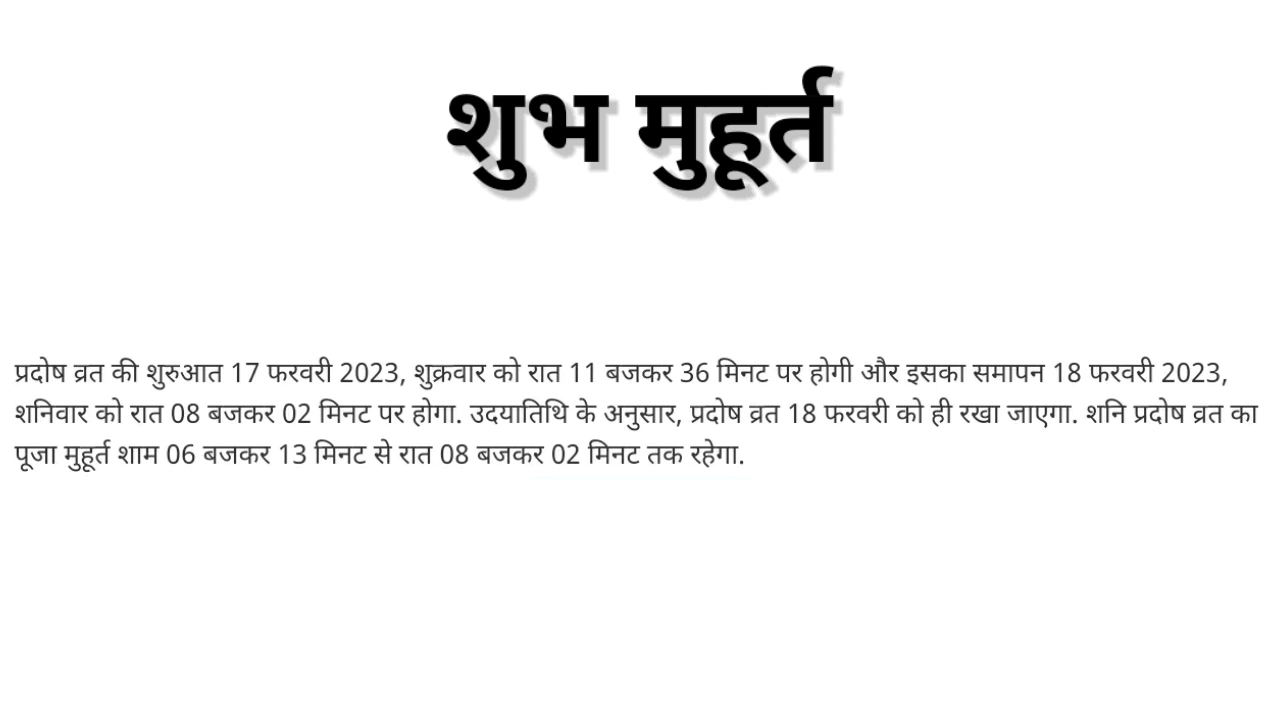 शुभ मुहूर्त
प्रदोष व्रत की शुरुआत 17 फरवरी 2023, शुक्रवार को रात 11 बजकर 36 मिनट पर होगी और इसका समापन 18 फरवरी 2023,
शनिवार को रात 08 बजकर 02 मिनट पर होगा. उदयातिथि के अनुसार, प्रदोष व्रत 18 फरवरी को ही रखा जाएगा. शनि प्रदोष व्रत का
पूजा मुहूर्त शाम 06 बजकर 13 मिनट से रात 08 बजकर 02 मिनट तक रहेगा.